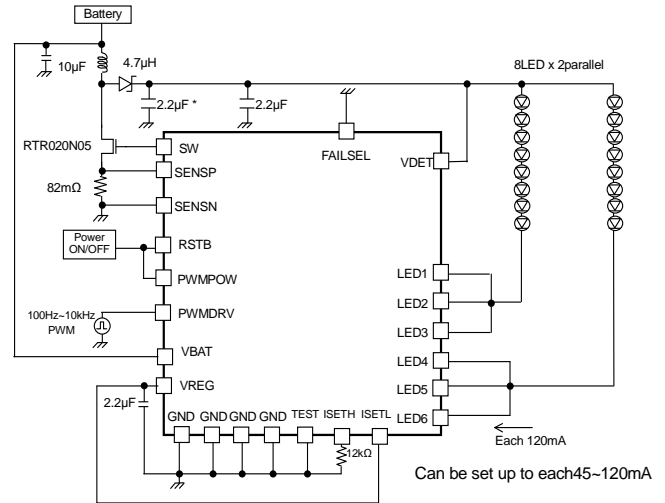 Battery
10µF
4.7µH
8LED x 2parallel
2.2µF *
2.2µF
RTR020N05
SW
FAILSEL
VDET
SENSP
82mΩ
SENSN
Power
ON/OFF
RSTB
PWMPOW
LED1
LED2
100Hz~10kHz
PWM
PWMDRV
LED3
VBAT
LED4
VREG
LED5
2.2µF
GND GND GND GND TEST ISETH ISETL
LED6
12kΩ
Each 120mA
Can be set up to each45~120mA